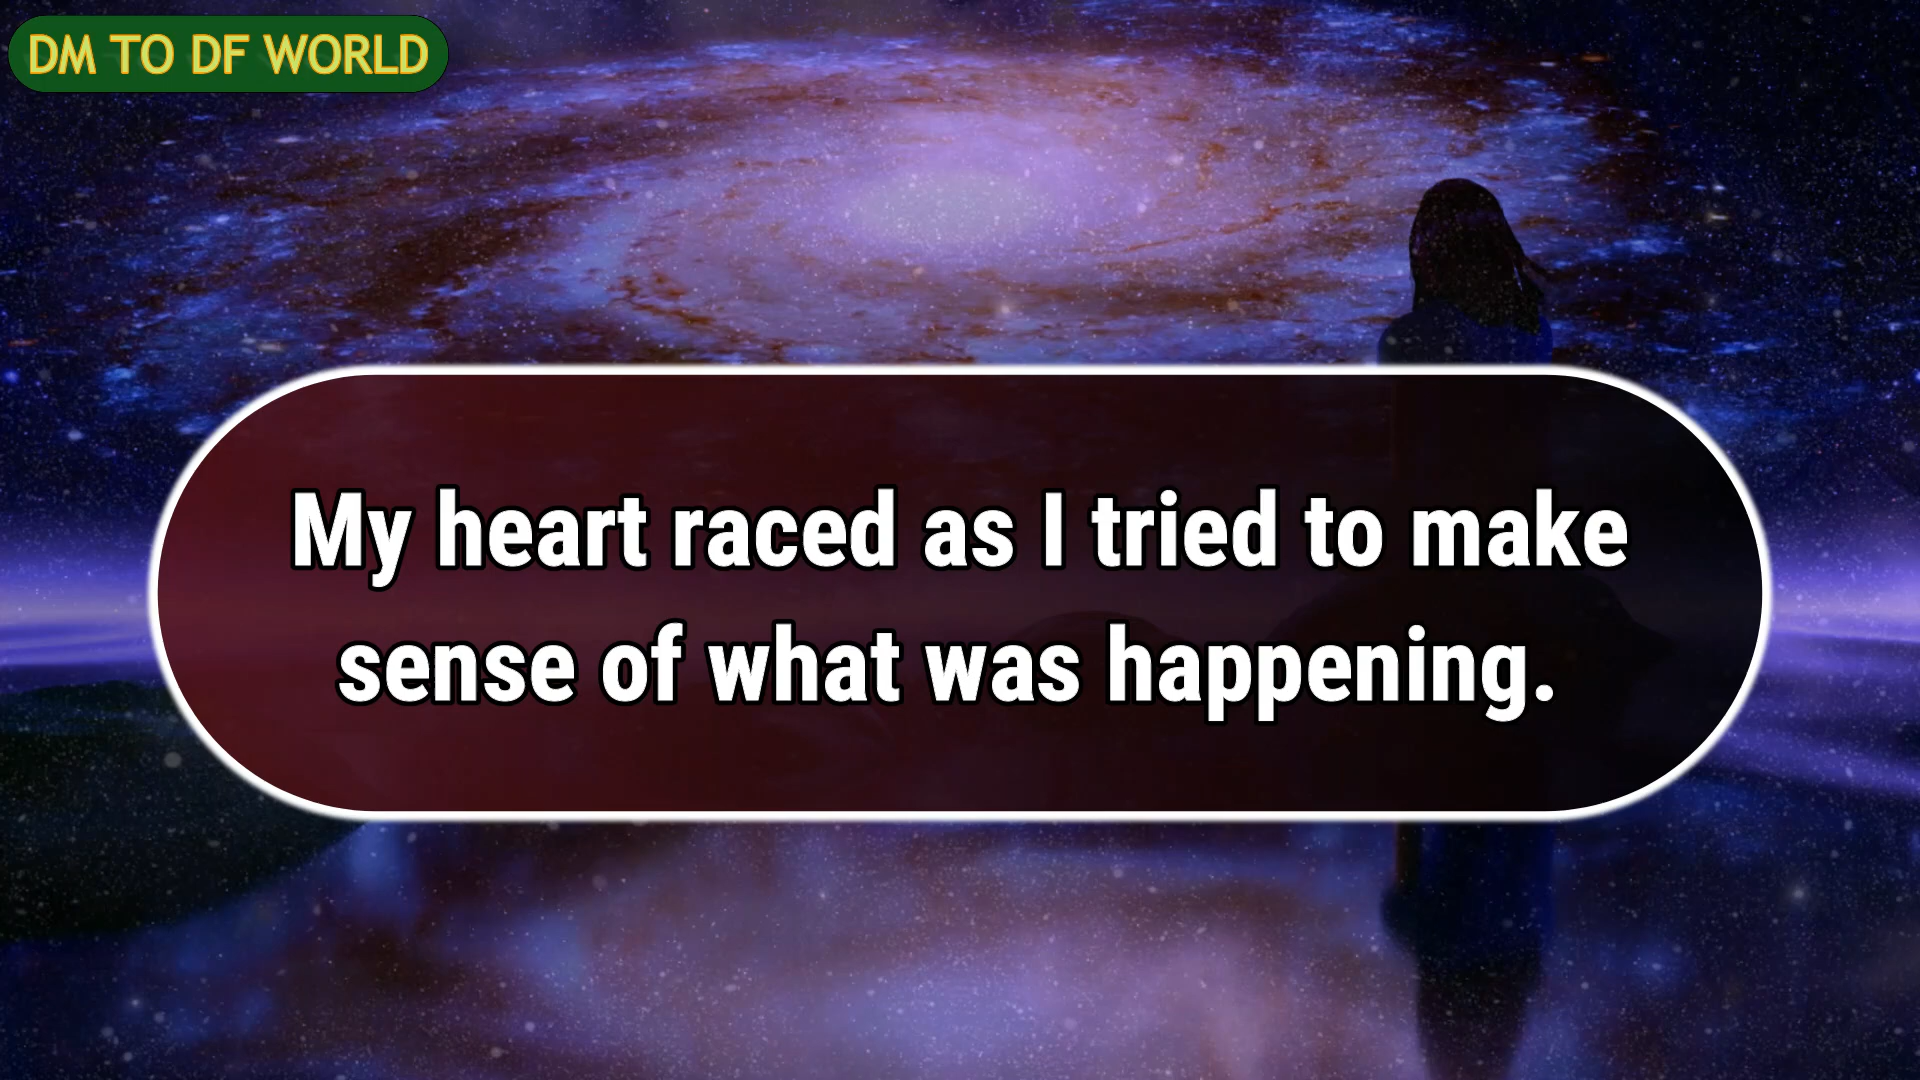 DM TO DF WORLD
My heart raced as I tried to make
sense of what was happening.